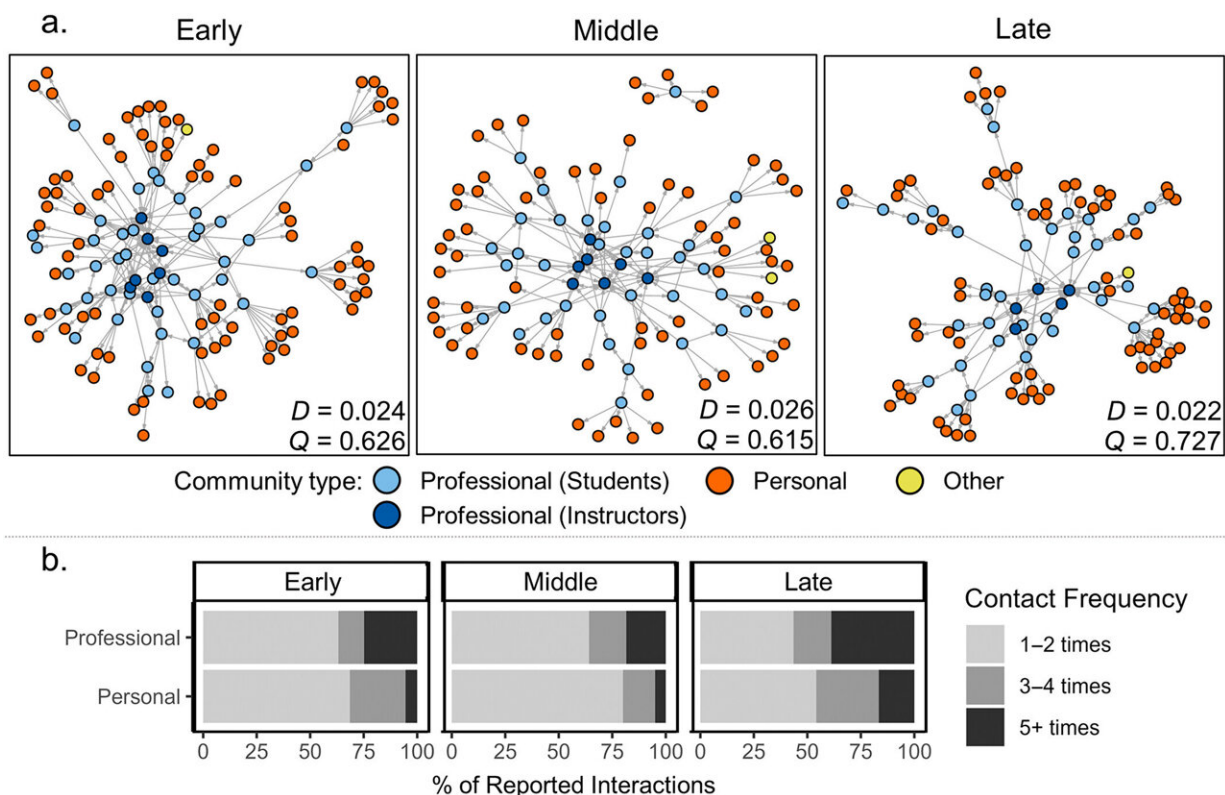 a.
Early Middle Late
D = 0.024 D = 0.026 D = 0.022
Q = 0.626 Q = 0.615 Q = 0.727
Community type: Professional (Students) Personal Other
Professional (Instructors)
b.
Early Middle Late
Contact Frequency
Professional
1–2 times
3–4 times
Personal
5+ times
0 25 50 75 100 0 25 50 75 100 0 25 50 75 100
% of Reported Interactions